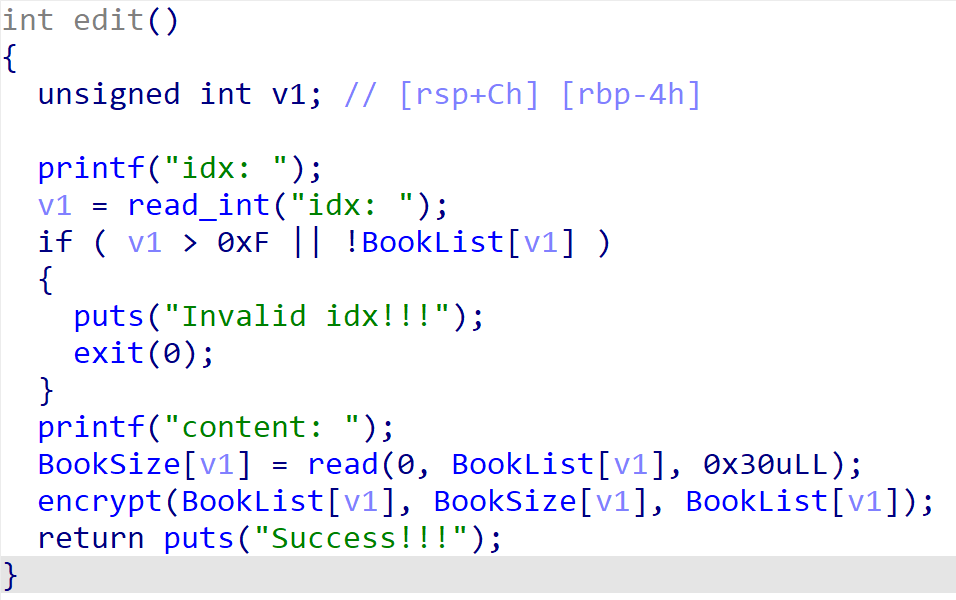 int edit()
{
  unsigned int v1; // [rsp+Ch] [rbp-4h]

  printf("idx: ");
  v1 = read_int("idx: ");
  if ( v1 > 0xF || !BookList[v1] )
  {
    puts("Invalid idx!!!");
    exit(0);
  }
  printf("content: ");
  BookSize[v1] = read(0, BookList[v1], 0x30uLL);
  encrypt(BookList[v1], BookSize[v1], BookList[v1]);
  return puts("Success!!!");
}